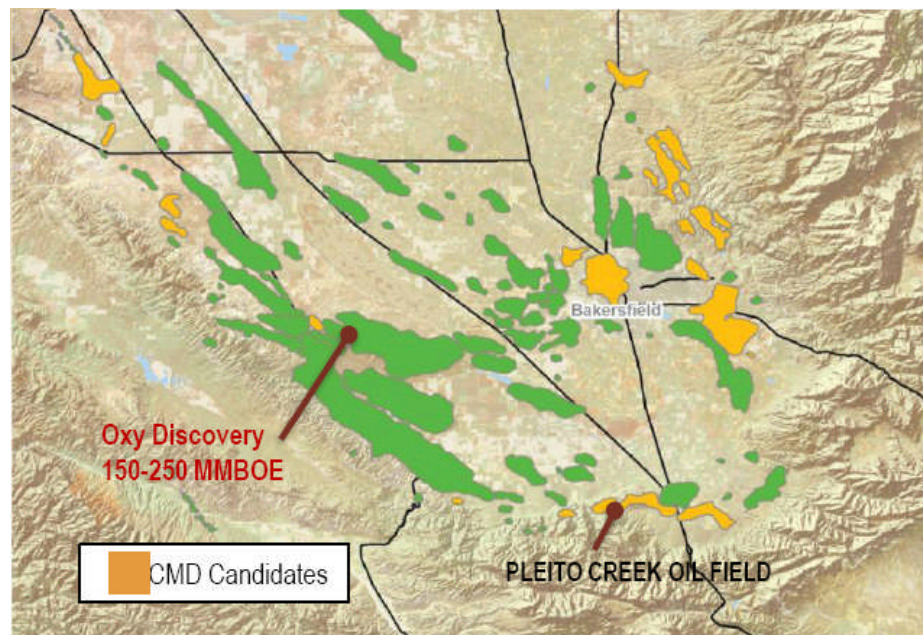 Bakersfield
Oxy Discovery
150-250 MMBOE
CMD Candidates
PLEITO CREEK OIL FIELD